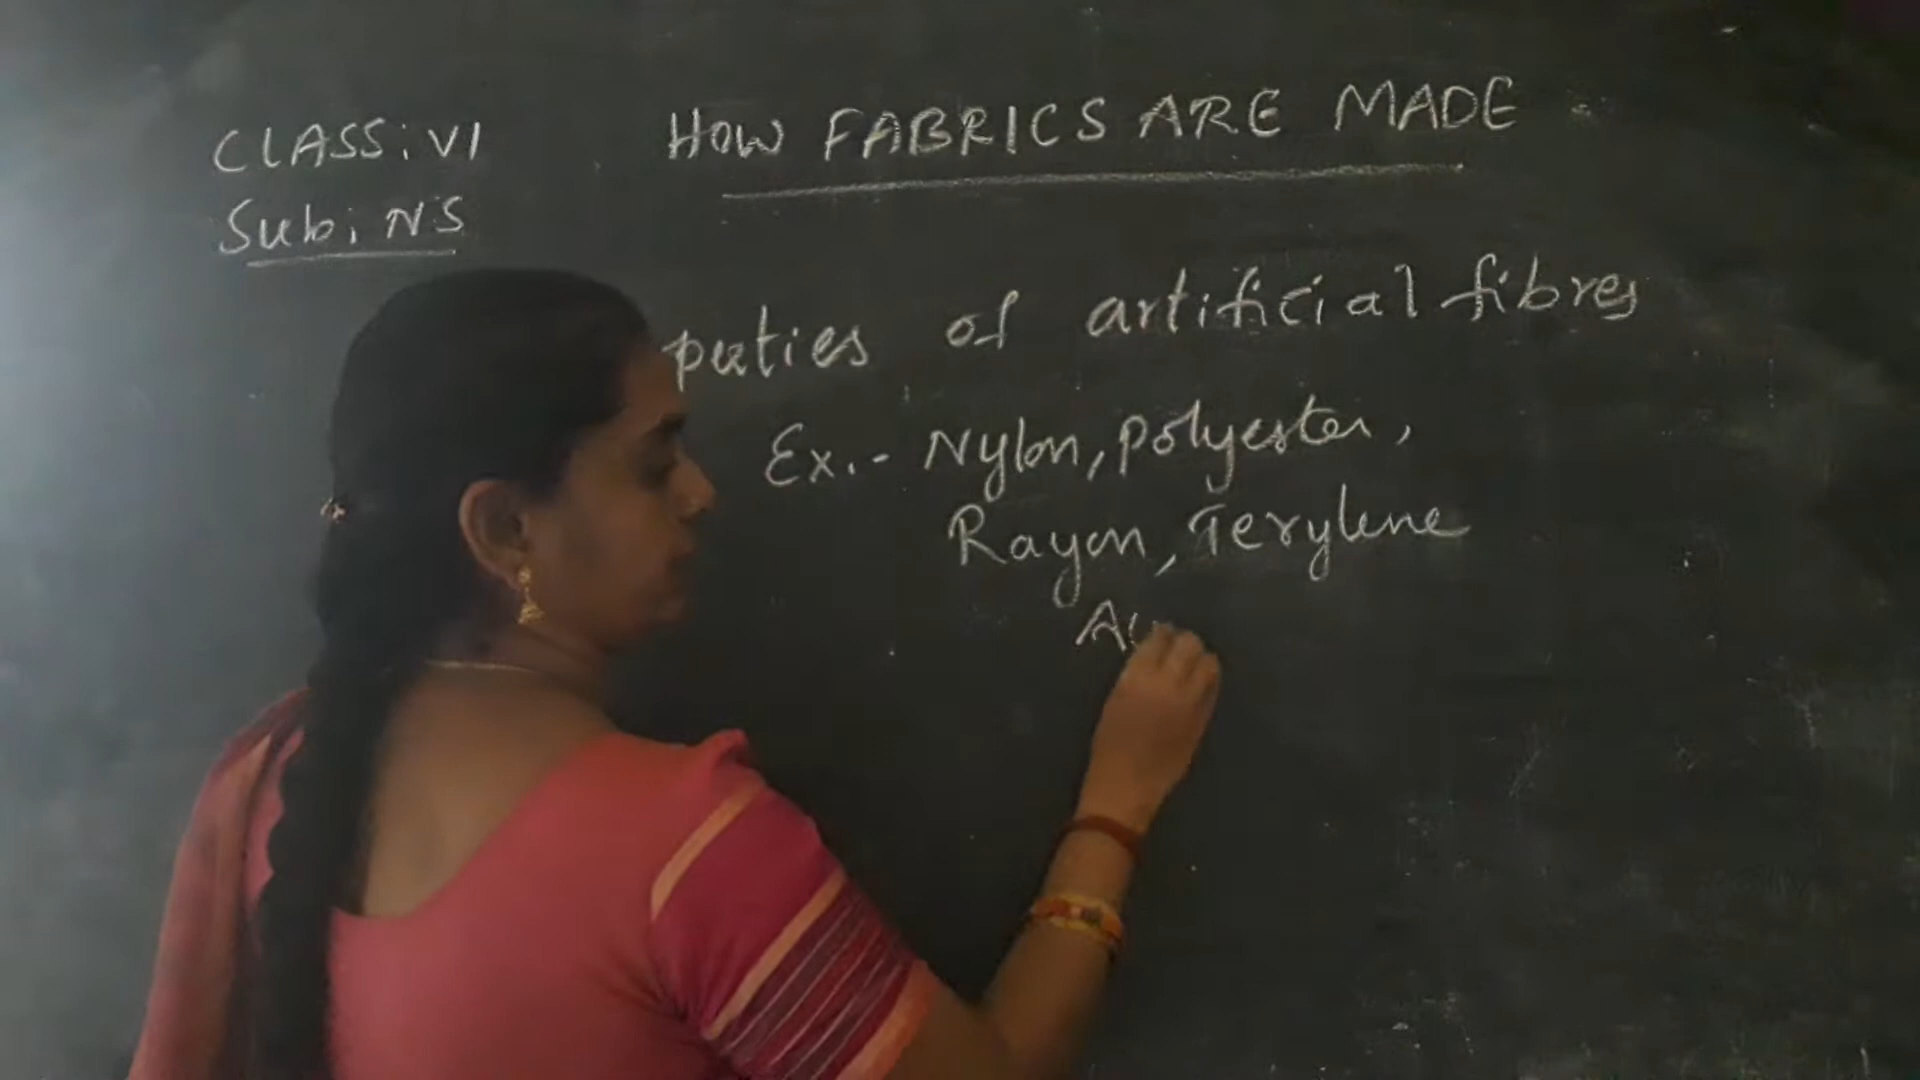 CLASS: VI
Sub: NS
HOW FABRICS ARE MADE
perties of artificial fibres
Ex.- Nylon, polyester,
Rayon, Terylene